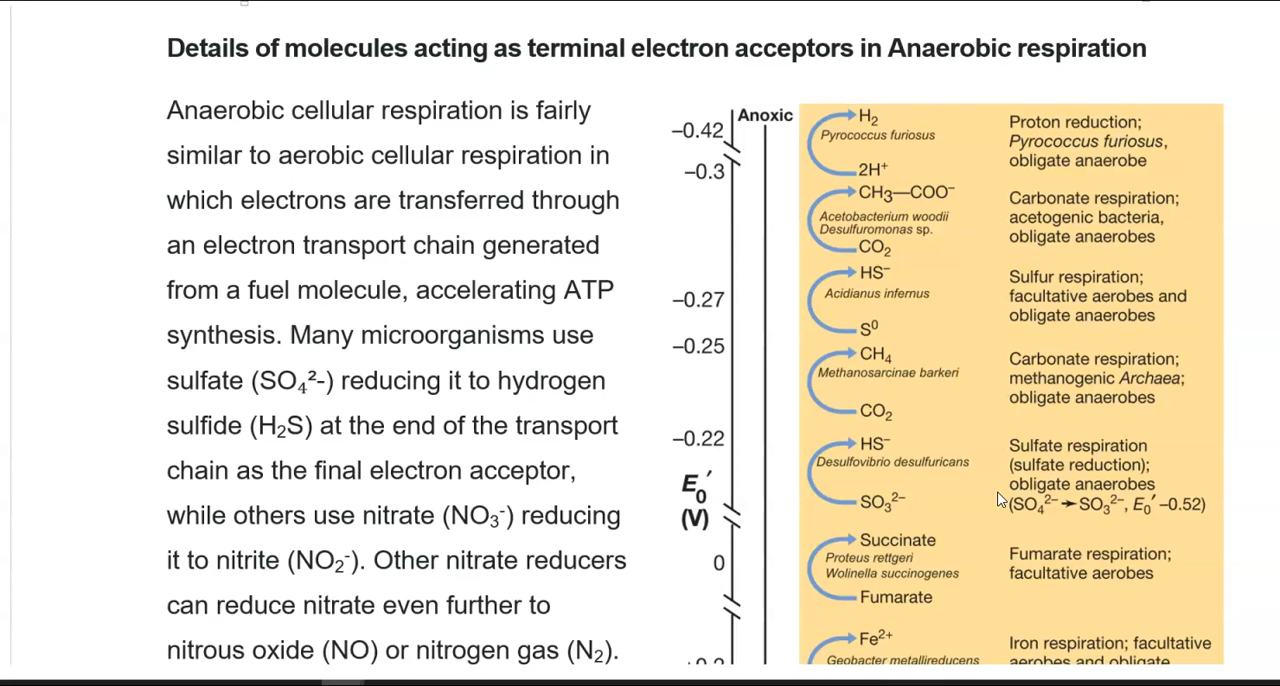 Details of molecules acting as terminal electron acceptors in Anaerobic respiration
Anaerobic cellular respiration is fairly
similar to aerobic cellular respiration in
which electrons are transferred through
an electron transport chain generated
from a fuel molecule, accelerating ATP
synthesis. Many microorganisms use
sulfate (SO₄²-) reducing it to hydrogen
sulfide (H₂S) at the end of the transport
chain as the final electron acceptor,
while others use nitrate (NO₃⁻) reducing
it to nitrite (NO₂⁻). Other nitrate reducers
can reduce nitrate even further to
nitrous oxide (NO) or nitrogen gas (N₂).
Anoxic
–0.42
–0.3
–0.27
–0.25
–0.22
E₀′
(V)
0
H₂
Pyrococcus furiosus
2H⁺
Proton reduction;
Pyrococcus furiosus,
obligate anaerobe
CH₃—COO⁻
Acetobacterium woodii
Desulfuromonas sp.
CO₂
Carbonate respiration;
acetogenic bacteria,
obligate anaerobes
HS⁻
Acidianus infernus
S⁰
Sulfur respiration;
facultative aerobes and
obligate anaerobes
CH₄
Methanosarcinae barkeri
CO₂
Carbonate respiration;
methanogenic Archaea;
obligate anaerobes
HS⁻
Desulfovibrio desulfuricans
SO₃²⁻
Sulfate respiration
(sulfate reduction);
obligate anaerobes
(SO₄²⁻→SO₃²⁻, E₀′ –0.52)
Succinate
Proteus rettgeri
Wolinella succinogenes
Fumarate
Fumarate respiration;
facultative aerobes
Fe²⁺
Geobacter metallireducens
Iron respiration; facultative
aerobes and obligate